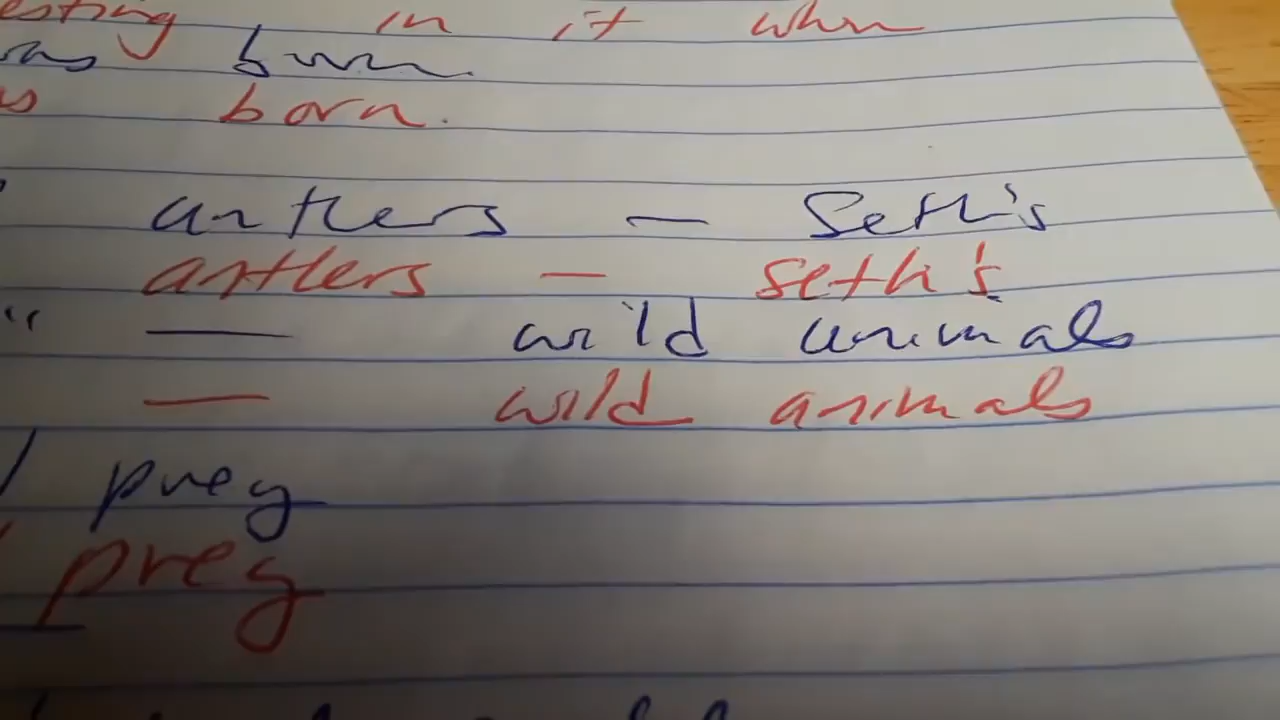 in it when
born.
born.
antlers — Seth's
antlers — seth's
" — wild animals
— wild animals
prey
prey